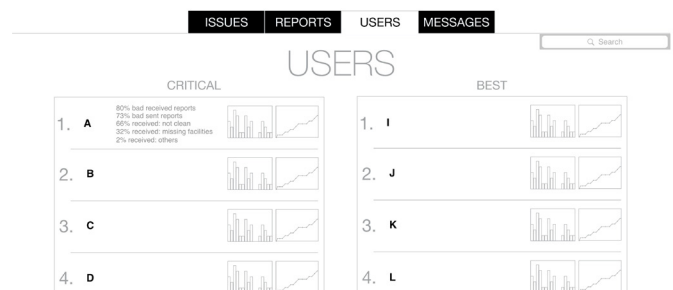 ISSUES REPORTS USERS MESSAGES
Search
USERS
CRITICAL
1. A
80% bad received reports
73% bad sent reports
66% received: not clean
32% received: missing facilities
2% received: others
2. B
3. C
4. D
BEST
1. I
2. J
3. K
4. L